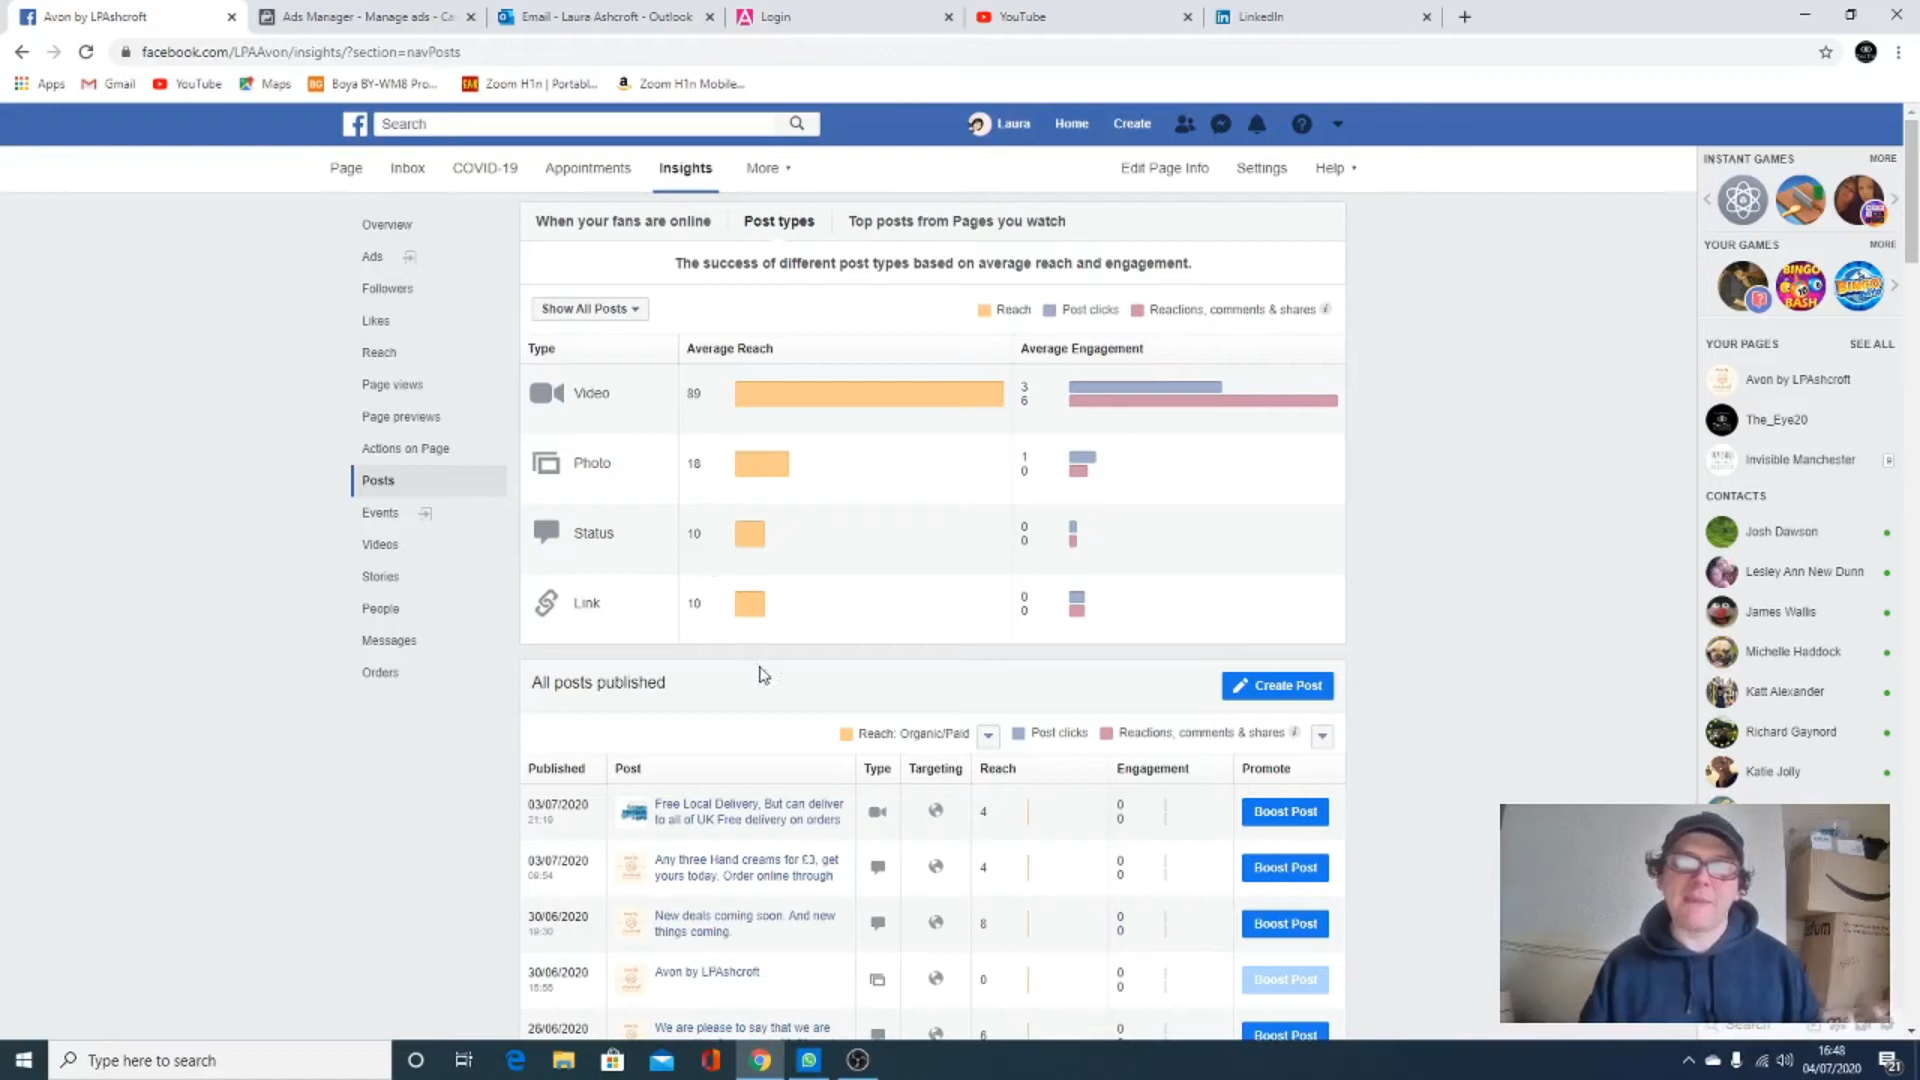 Avon by LPAshcroft
Ads Manager - Manage ads - Ca
Email - Laura Ashcroft - Outlook
Login
YouTube
LinkedIn
facebook.com/LPAAvon/insights/?section=navPosts
Apps
Gmail
YouTube
Maps
Boya BY-WM8 Pro...
Zoom H1n | Portabl...
Zoom H1n Mobile...
Search
Laura
Home
Create
Page
Inbox
COVID-19
Appointments
Insights
More
Edit Page Info
Settings
Help
Overview
Ads
Followers
Likes
Reach
Page views
Page previews
Actions on Page
Posts
Events
Videos
Stories
People
Messages
Orders
When your fans are online
Post types
Top posts from Pages you watch
The success of different post types based on average reach and engagement.
Show All Posts
Reach
Post clicks
Reactions, comments & shares
Type
Average Reach
Average Engagement
Video
89
3
6
Photo
18
1
0
Status
10
0
0
Link
10
0
0
All posts published
Create Post
Reach: Organic/Paid
Post clicks
Reactions, comments & shares
Published
Post
Type
Targeting
Reach
Engagement
Promote
03/07/2020
21:19
Free Local Delivery, But can deliver
to all of UK Free delivery on orders
4
0
0
Boost Post
03/07/2020
09:54
Any three Hand creams for £3, get
yours today. Order online through
4
0
0
Boost Post
30/06/2020
19:30
New deals coming soon. And new
things coming.
8
0
0
Boost Post
30/06/2020
15:55
Avon by LPAshcroft
0
0
0
Boost Post
26/06/2020
We are please to say that we are
6
0
Boost Post
INSTANT GAMES
MORE
YOUR GAMES
MORE
BINGO
BASH
BINGO
YOUR PAGES
SEE ALL
Avon by LPAshcroft
The_Eye20
Invisible Manchester
CONTACTS
Josh Dawson
Lesley Ann New Dunn
James Wallis
Michelle Haddock
Katt Alexander
Richard Gaynord
Katie Jolly
Search
Type here to search
16:48
04/07/2020
21